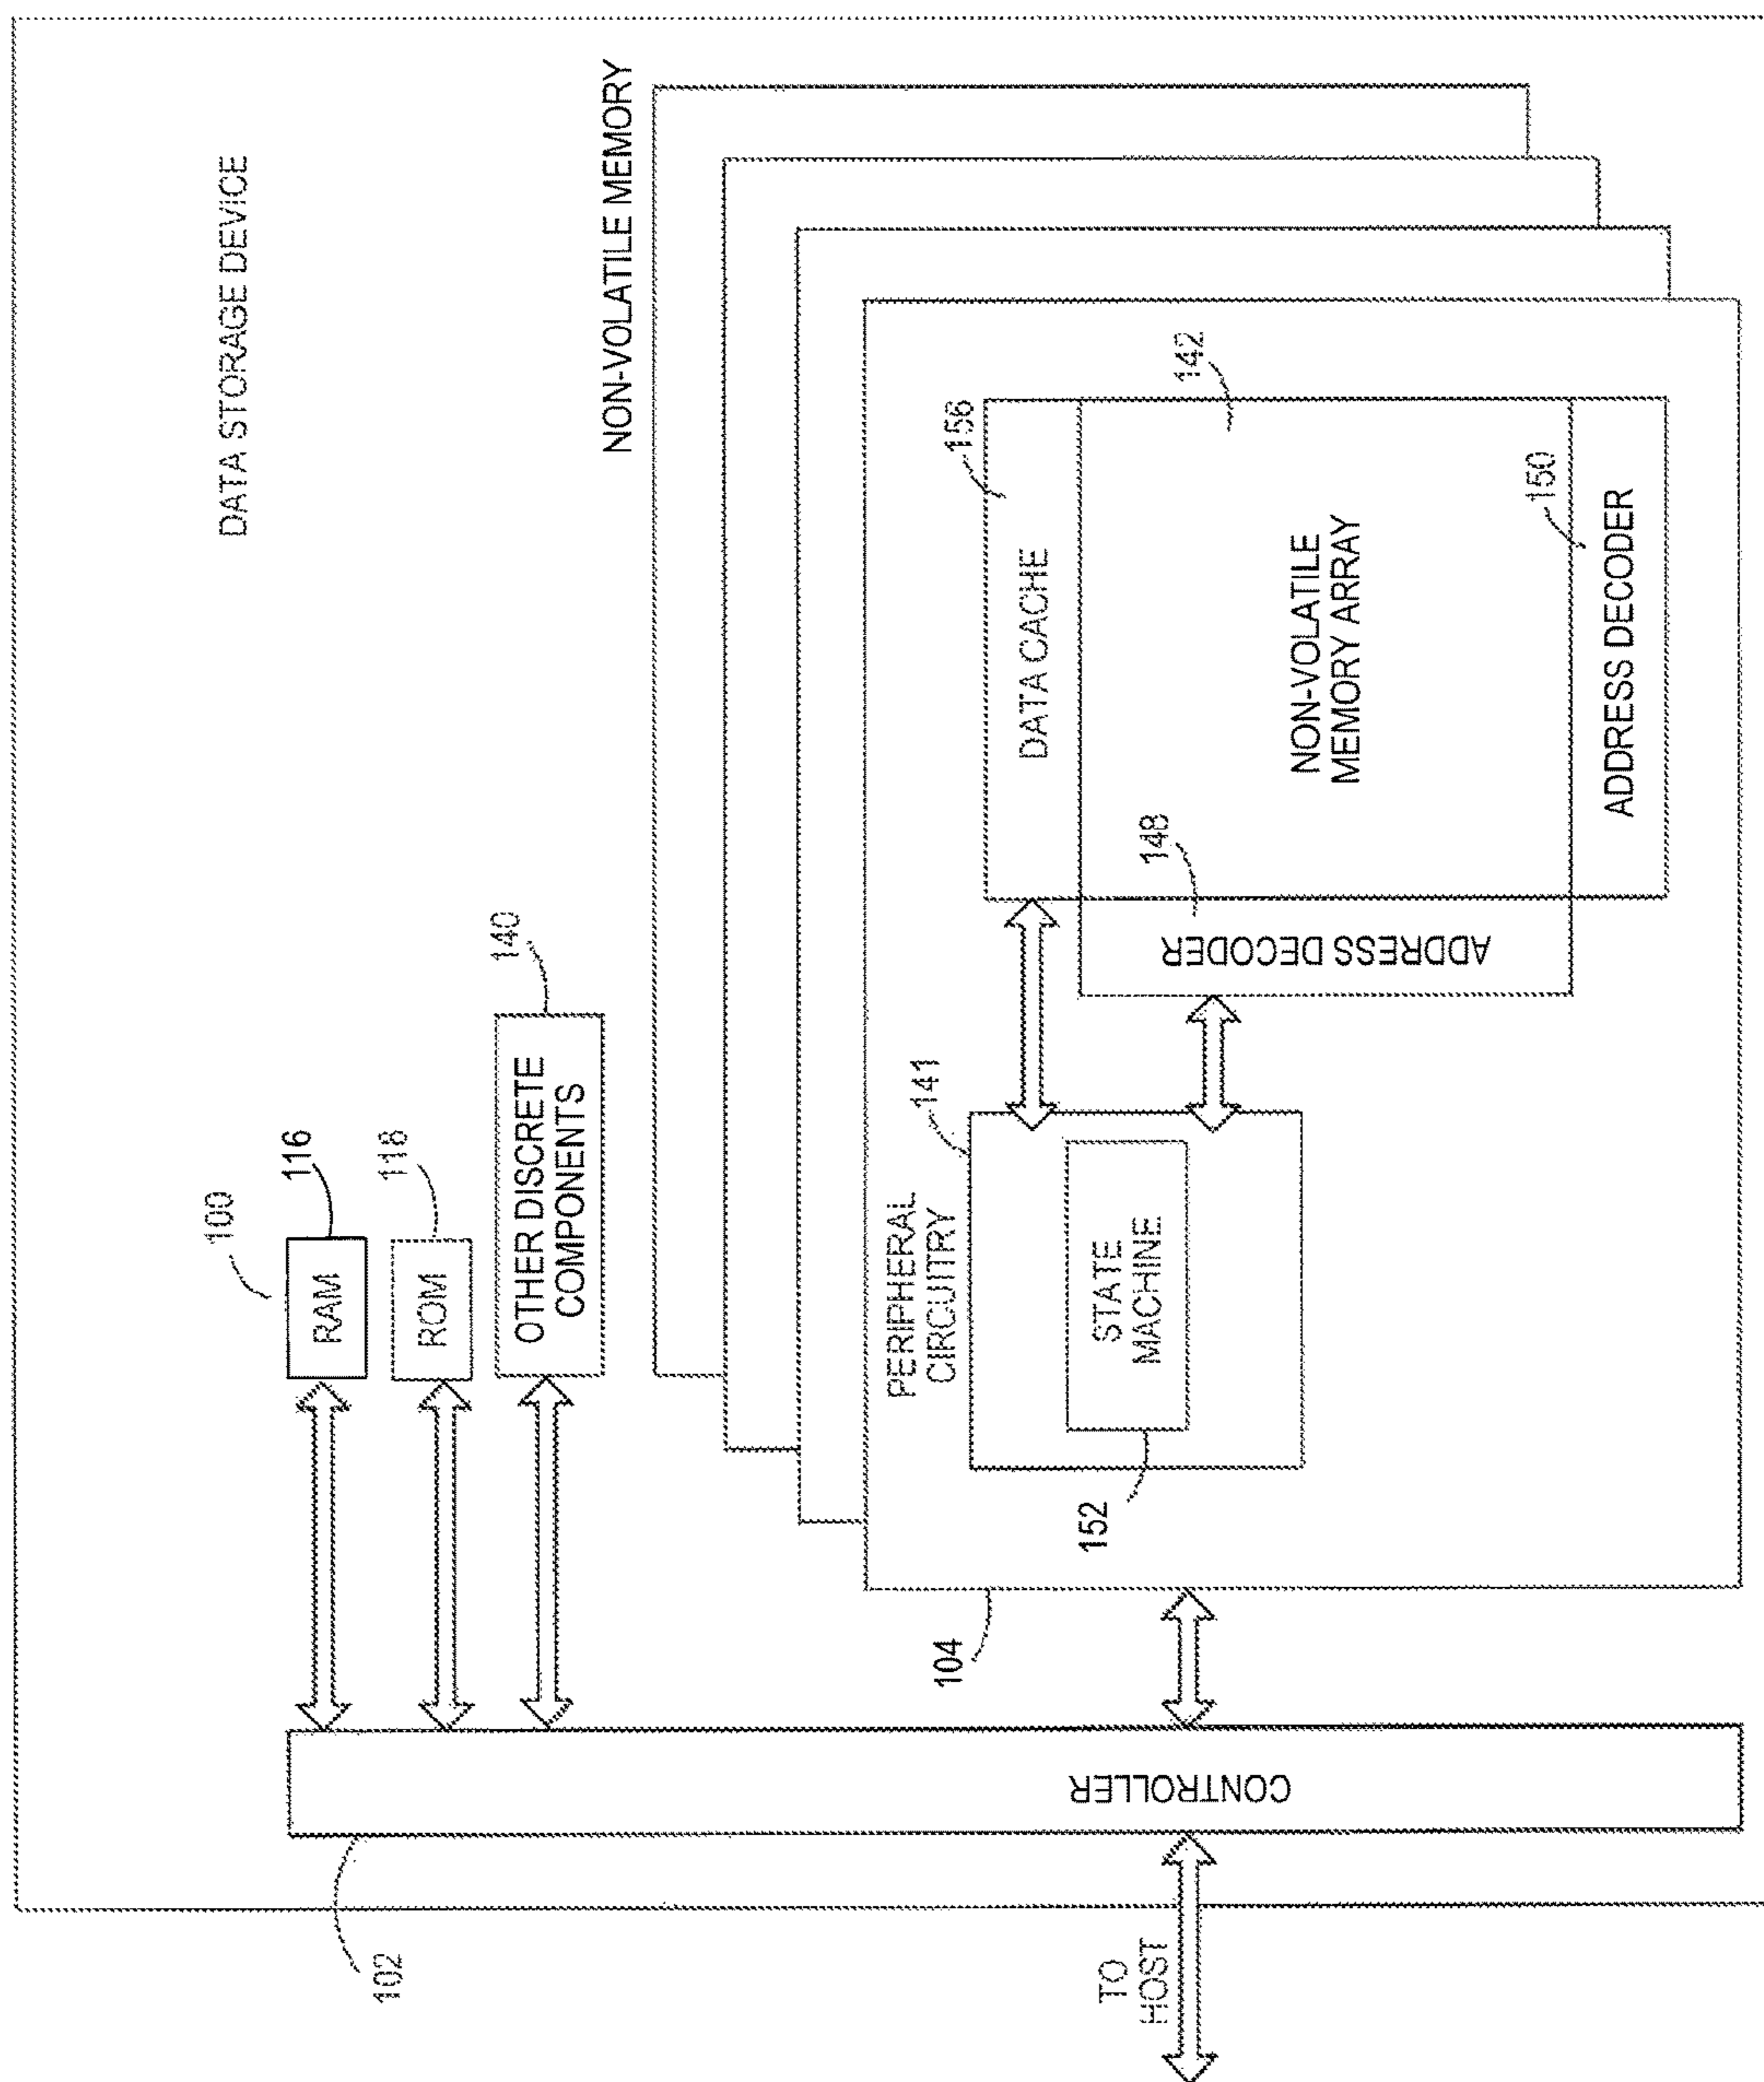 DATA STORAGE DEVICE
100
RAM
116
ROM
118
OTHER DISCRETE
COMPONENTS
140
NON-VOLATILE MEMORY
PERIPHERAL
CIRCUITRY
141
STATE
MACHINE
152
DATA CACHE
156
148
142
NON-VOLATILE
MEMORY ARRAY
ADDRESS DECODER
150
ADDRESS DECODER
104
CONTROLLER
102
TO
HOST